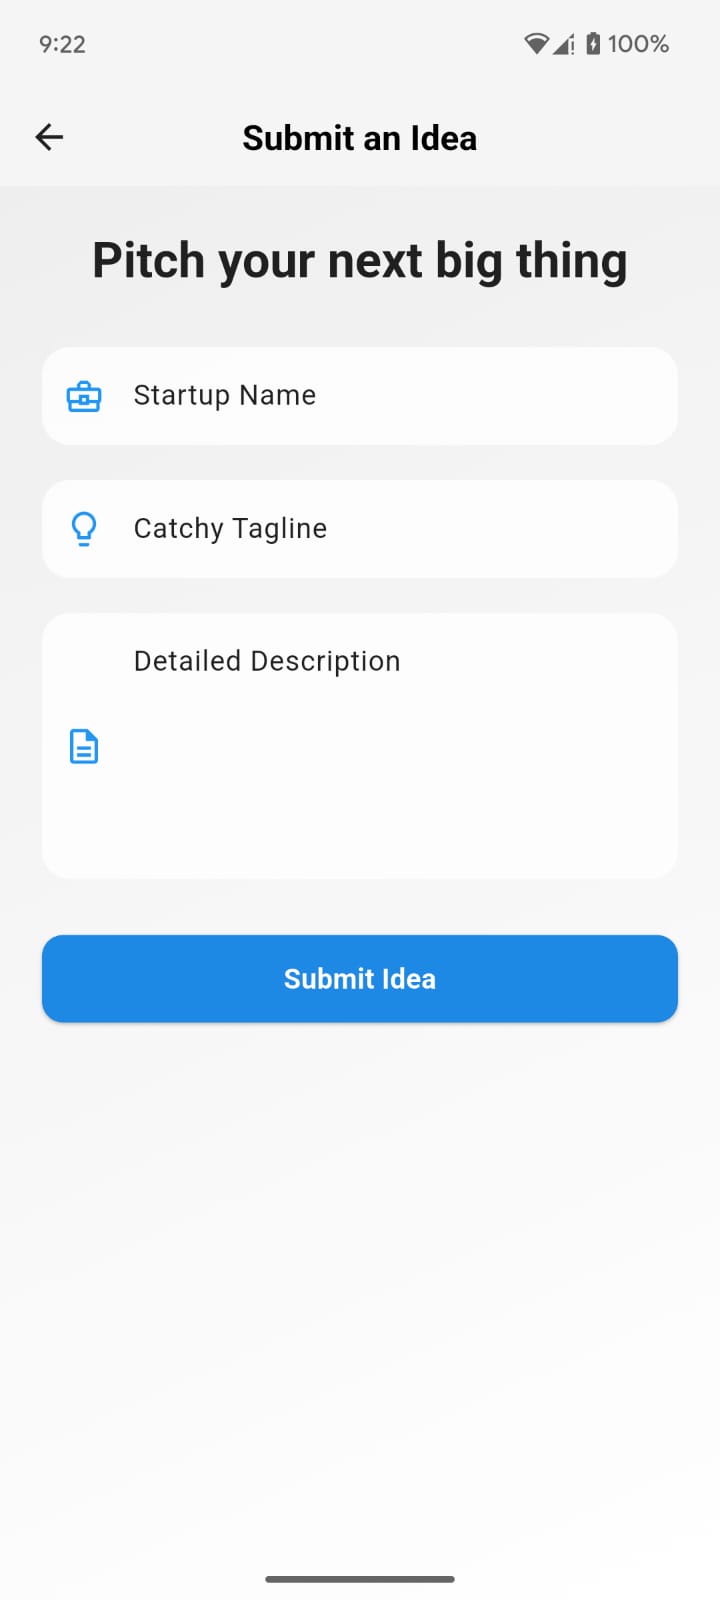 9:22
100%
Submit an Idea
Pitch your next big thing
Startup Name
Catchy Tagline
Detailed Description
Submit Idea